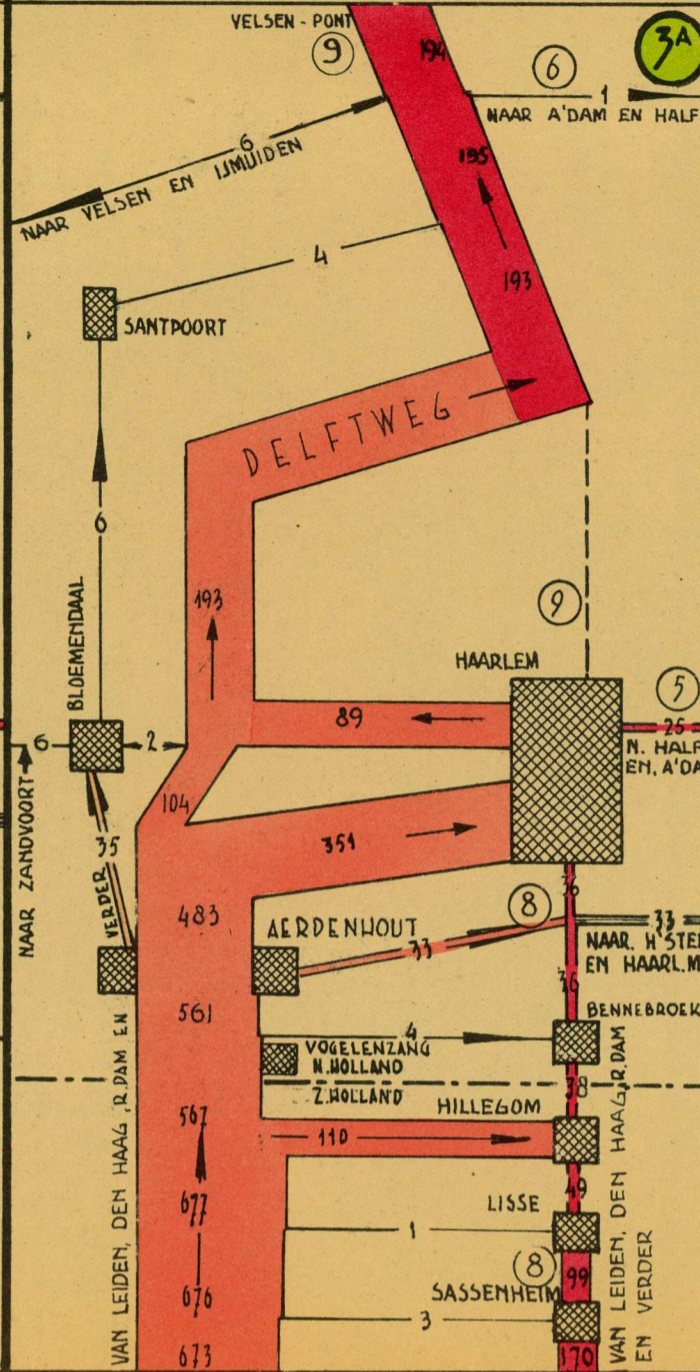 VELSEN - PONT
9
194
3A
6
1
NAAR A'DAM EN HALF
6
NAAR VELSEN EN IJMUIDEN
195
4
193
SANTPOORT
DELFTWEG
6
193
BLOEMENDAAL
9
HAARLEM
5
89
25
N. HALF
EN. A'DA
6
2
NAAR ZANDVOORT
104
351
35
VERDER
483
36
8
AERDENHOUT
33
33
NAAR. H'STE
EN HAARL.M
36
561
BENNEBROEK
4
VOGELENZANG
N.HOLLAND
Z.HOLLAND
38
567
HILLEGOM
110
677
49
LISSE
1
8
99
676
SASSENHEIM
3
673
170
VAN LEIDEN, DEN HAAG, R.DAM EN
VAN LEIDEN, DEN HAAG, R.DAM
EN VERDER